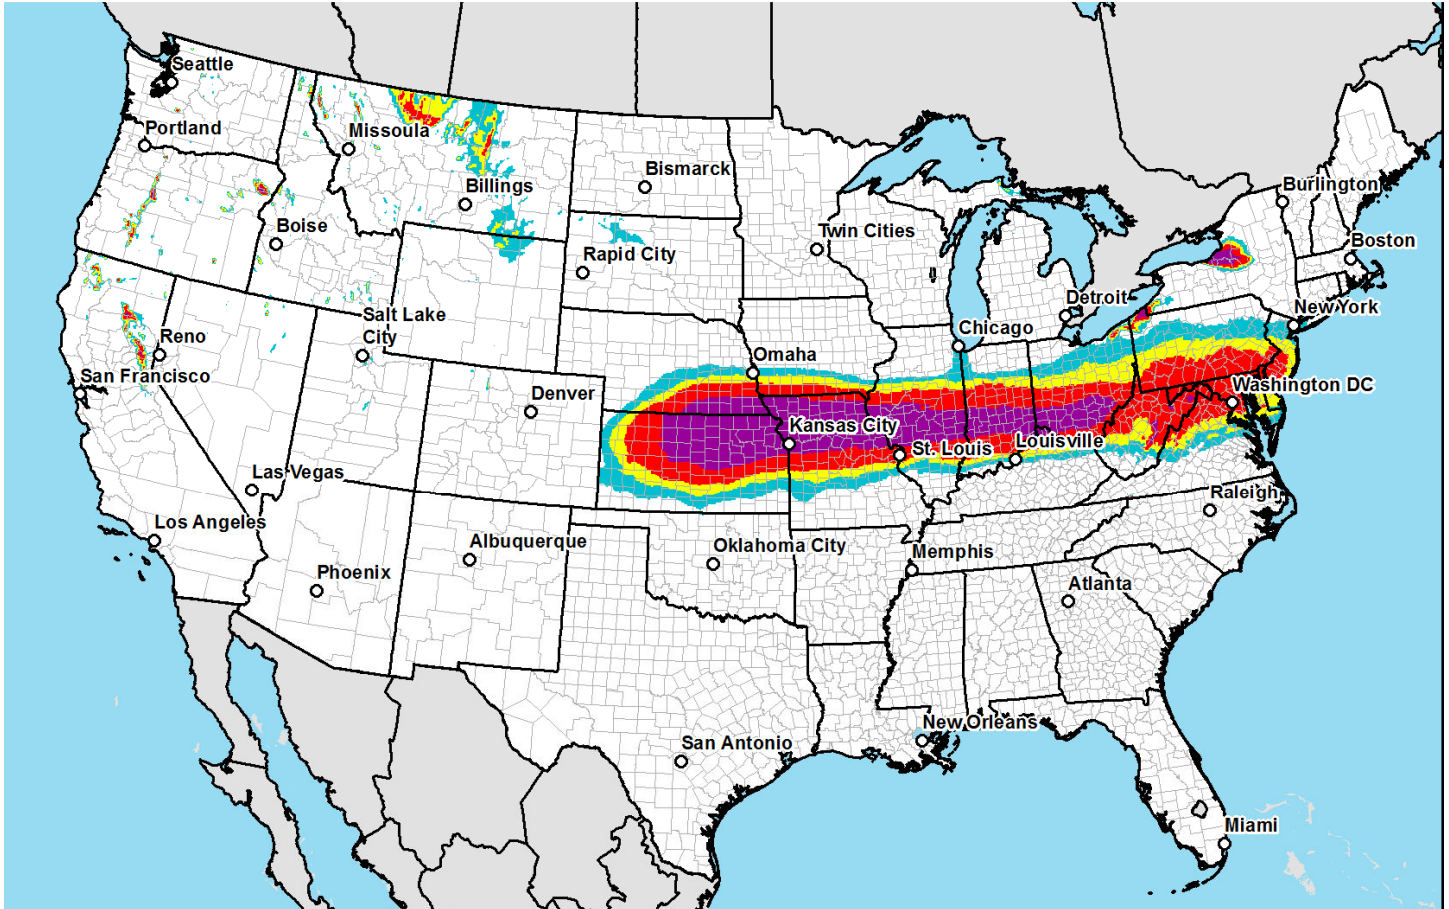 Seattle
Portland
Missoula
Billings
Bismarck
Burlington
Boise
Twin Cities
Boston
Rapid City
Detroit
New York
Salt Lake
City
Reno
Chicago
San Francisco
Omaha
Denver
Washington DC
Kansas City
St. Louis
Louisville
Las Vegas
Raleigh
Los Angeles
Albuquerque
Oklahoma City
Memphis
Phoenix
Atlanta
New Orleans
San Antonio
Miami